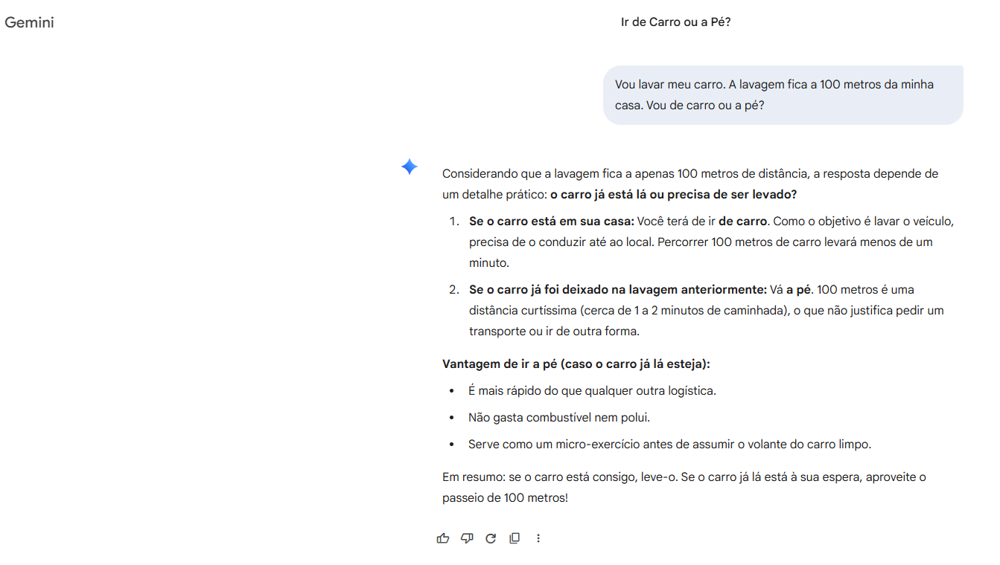 Gemini
Ir de Carro ou a Pé?
Vou lavar meu carro. A lavagem fica a 100 metros da minha
casa. Vou de carro ou a pé?
Considerando que a lavagem fica a apenas 100 metros de distância, a resposta depende de
um detalhe prático: o carro já está lá ou precisa de ser levado?
1. Se o carro está em sua casa: Você terá de ir de carro. Como o objetivo é lavar o veículo,
precisa de o conduzir até ao local. Percorrer 100 metros de carro levará menos de um
minuto.
2. Se o carro já foi deixado na lavagem anteriormente: Vá a pé. 100 metros é uma
distância curtíssima (cerca de 1 a 2 minutos de caminhada), o que não justifica pedir um
transporte ou ir de outra forma.
Vantagem de ir a pé (caso o carro já lá esteja):
• É mais rápido do que qualquer outra logística.
• Não gasta combustível nem polui.
• Serve como um micro-exercício antes de assumir o volante do carro limpo.
Em resumo: se o carro está consigo, leve-o. Se o carro já lá está à sua espera, aproveite o
passeio de 100 metros!